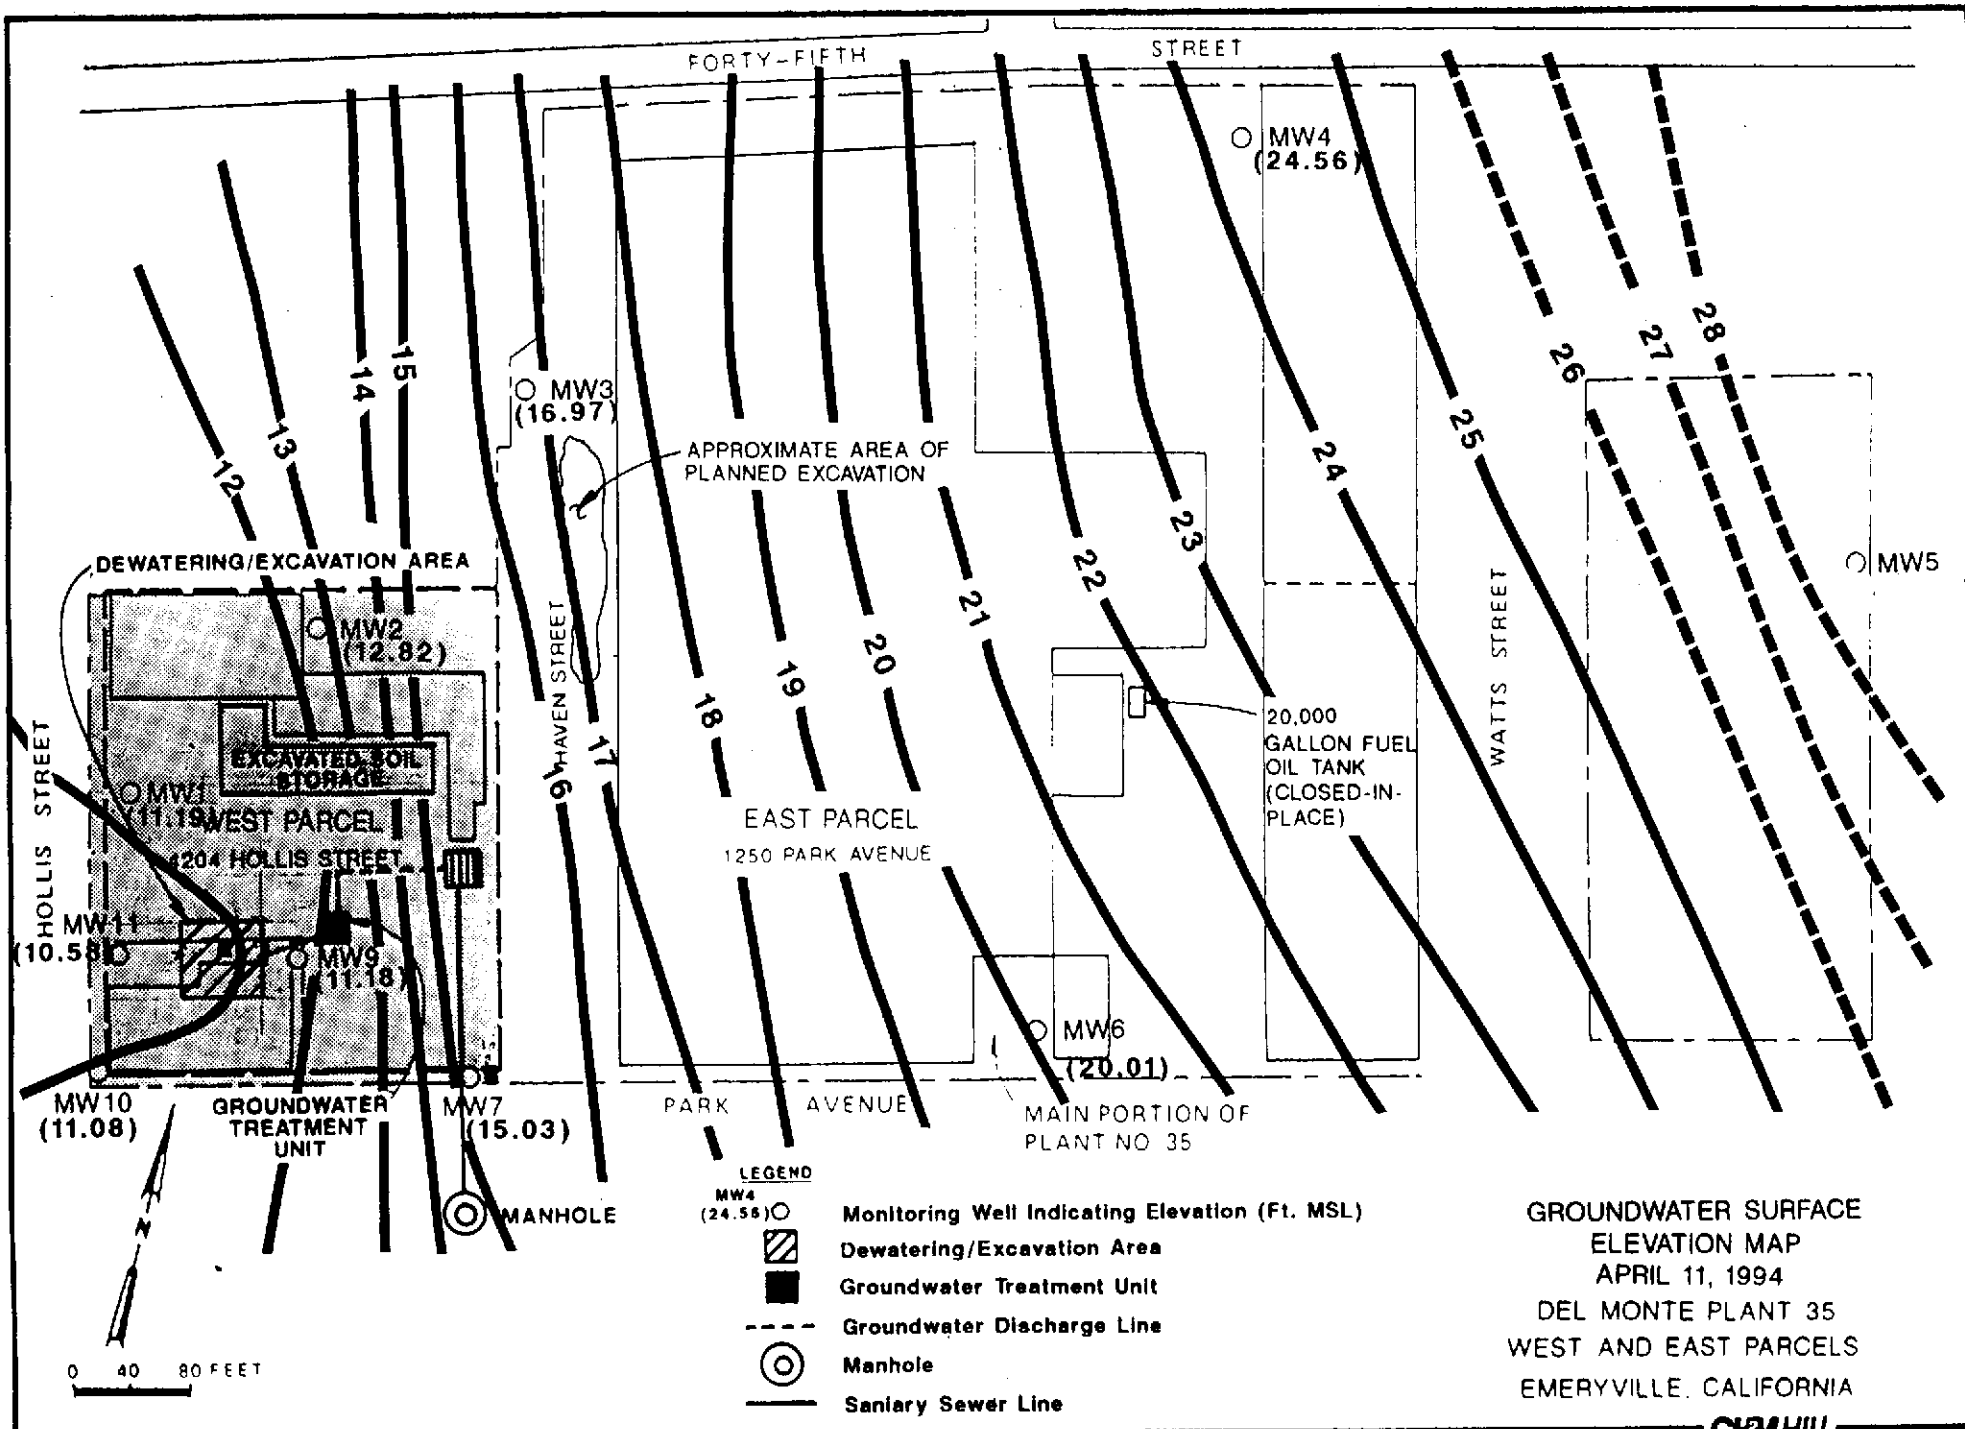 FORTY-FIFTH STREET
MW4
(24.56)
14
15
13
12
MW3
(16.97)
APPROXIMATE AREA OF
PLANNED EXCAVATION
28
27
26
25
24
23
22
21
20
19
18
17
16
DEWATERING/EXCAVATION AREA
MW5
MW2
(12.82)
HAVEN STREET
WATTS STREET
HOLLIS STREET
20,000
GALLON FUEL
OIL TANK
(CLOSED-IN-
PLACE)
EXCAVATED SOIL
STORAGE
MW1
(11.19)
WEST PARCEL
4204 HOLLIS STREET
EAST PARCEL
1250 PARK AVENUE
MW11
(10.58)
MW9
(11.18)
MW6
(20.01)
MW10
(11.08)
GROUNDWATER
TREATMENT
UNIT
MW7
(15.03)
PARK AVENUE
MAIN PORTION OF
PLANT NO 35
MANHOLE
N
0 40 80 FEET
LEGEND
MW4
(24.56)
Monitoring Well Indicating Elevation (Ft. MSL)
Dewatering/Excavation Area
Groundwater Treatment Unit
Groundwater Discharge Line
Manhole
Saniary Sewer Line
GROUNDWATER SURFACE
ELEVATION MAP
APRIL 11, 1994
DEL MONTE PLANT 35
WEST AND EAST PARCELS
EMERYVILLE, CALIFORNIA